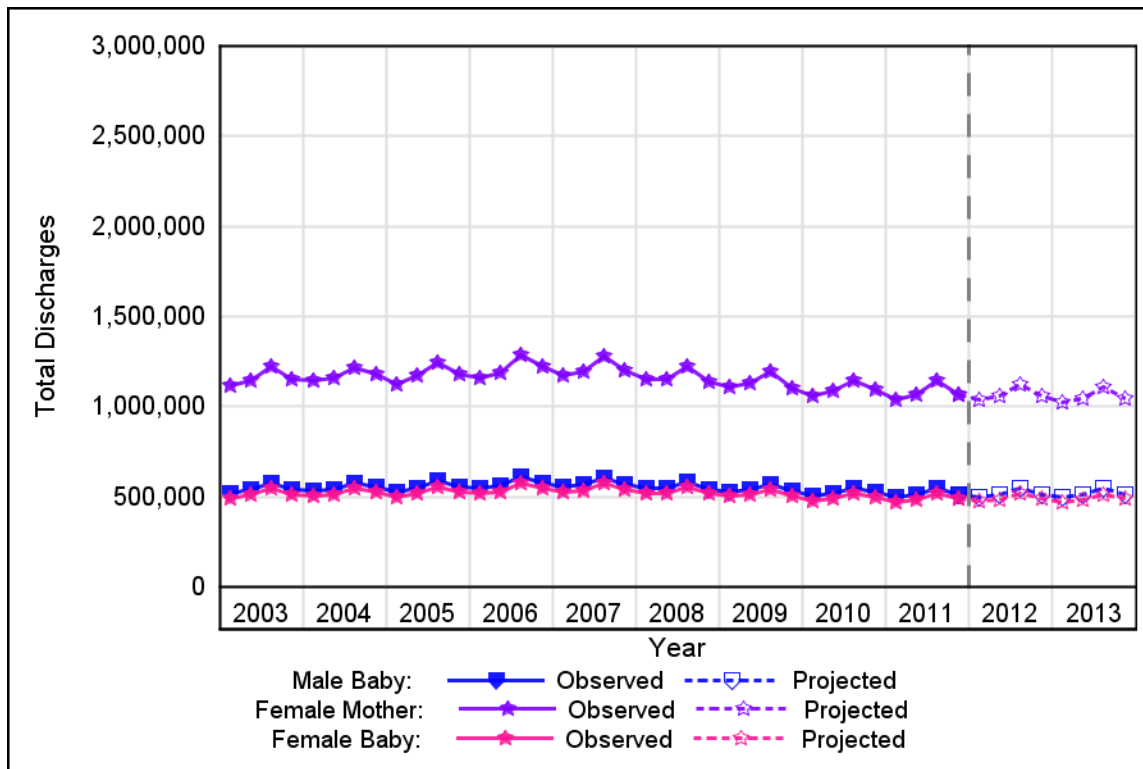 3,000,000
2,500,000
2,000,000
1,500,000
1,000,000
500,000
0
Total Discharges
2003 2004 2005 2006 2007 2008 2009 2010 2011 2012 2013
Year
Male Baby: Observed Projected
Female Mother: Observed Projected
Female Baby: Observed Projected